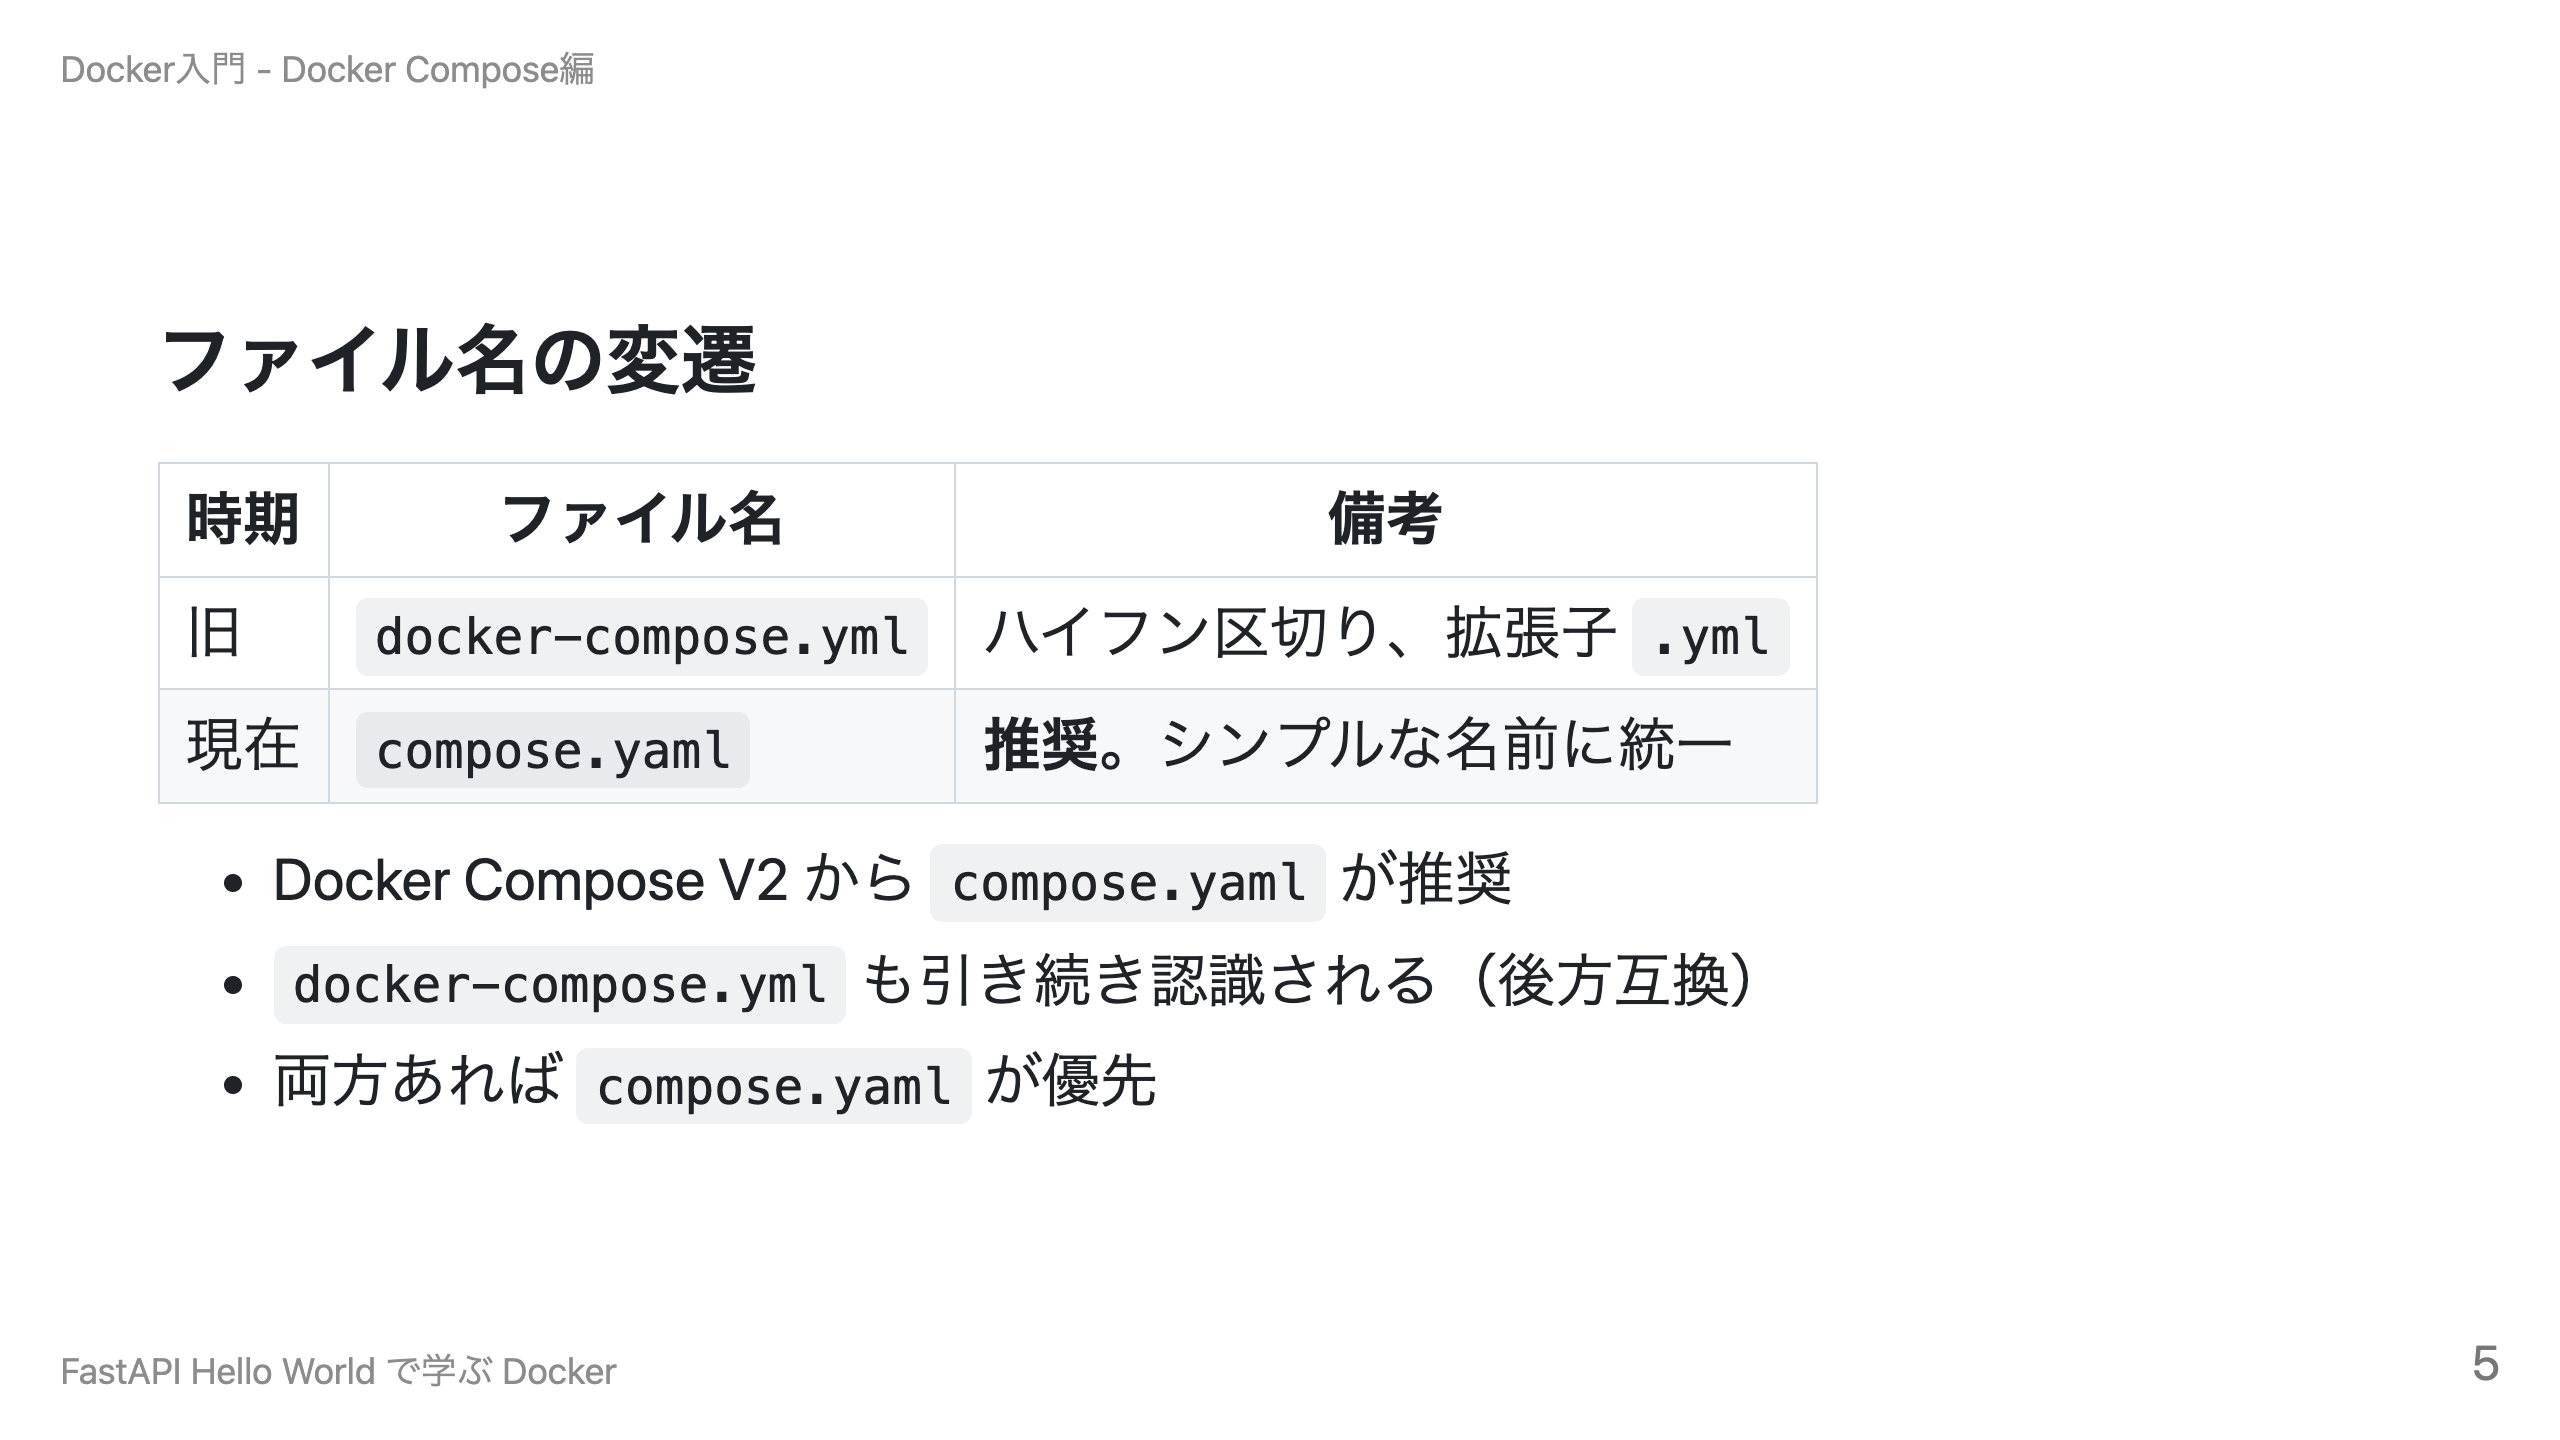 Docker入門 - Docker Compose編
ファイル名の変遷
時期 ファイル名 備考
旧 docker-compose.yml ハイフン区切り、拡張子 .yml
現在 compose.yaml 推奨。シンプルな名前に統一
• Docker Compose V2 から compose.yaml が推奨
• docker-compose.yml も引き続き認識される（後方互換）
• 両方あれば compose.yaml が優先
FastAPI Hello World で学ぶ Docker
5